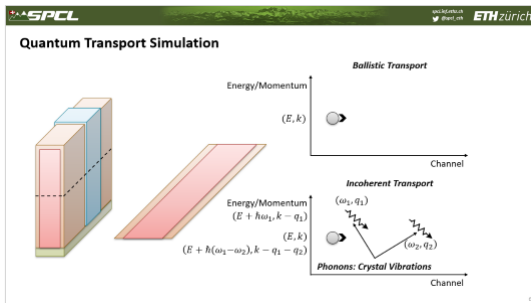 SPCL
spcl.inf.ethz.ch
@spcl_eth
ETH zürich
Quantum Transport Simulation
Ballistic Transport
Energy/Momentum
(E, k)
Channel
Incoherent Transport
Energy/Momentum
(E + ℏω₁, k − q₁)
(E, k)
(E + ℏ(ω₁−ω₂), k − q₁ − q₂)
(ω₁, q₁)
(ω₂, q₂)
Phonons: Crystal Vibrations
Channel